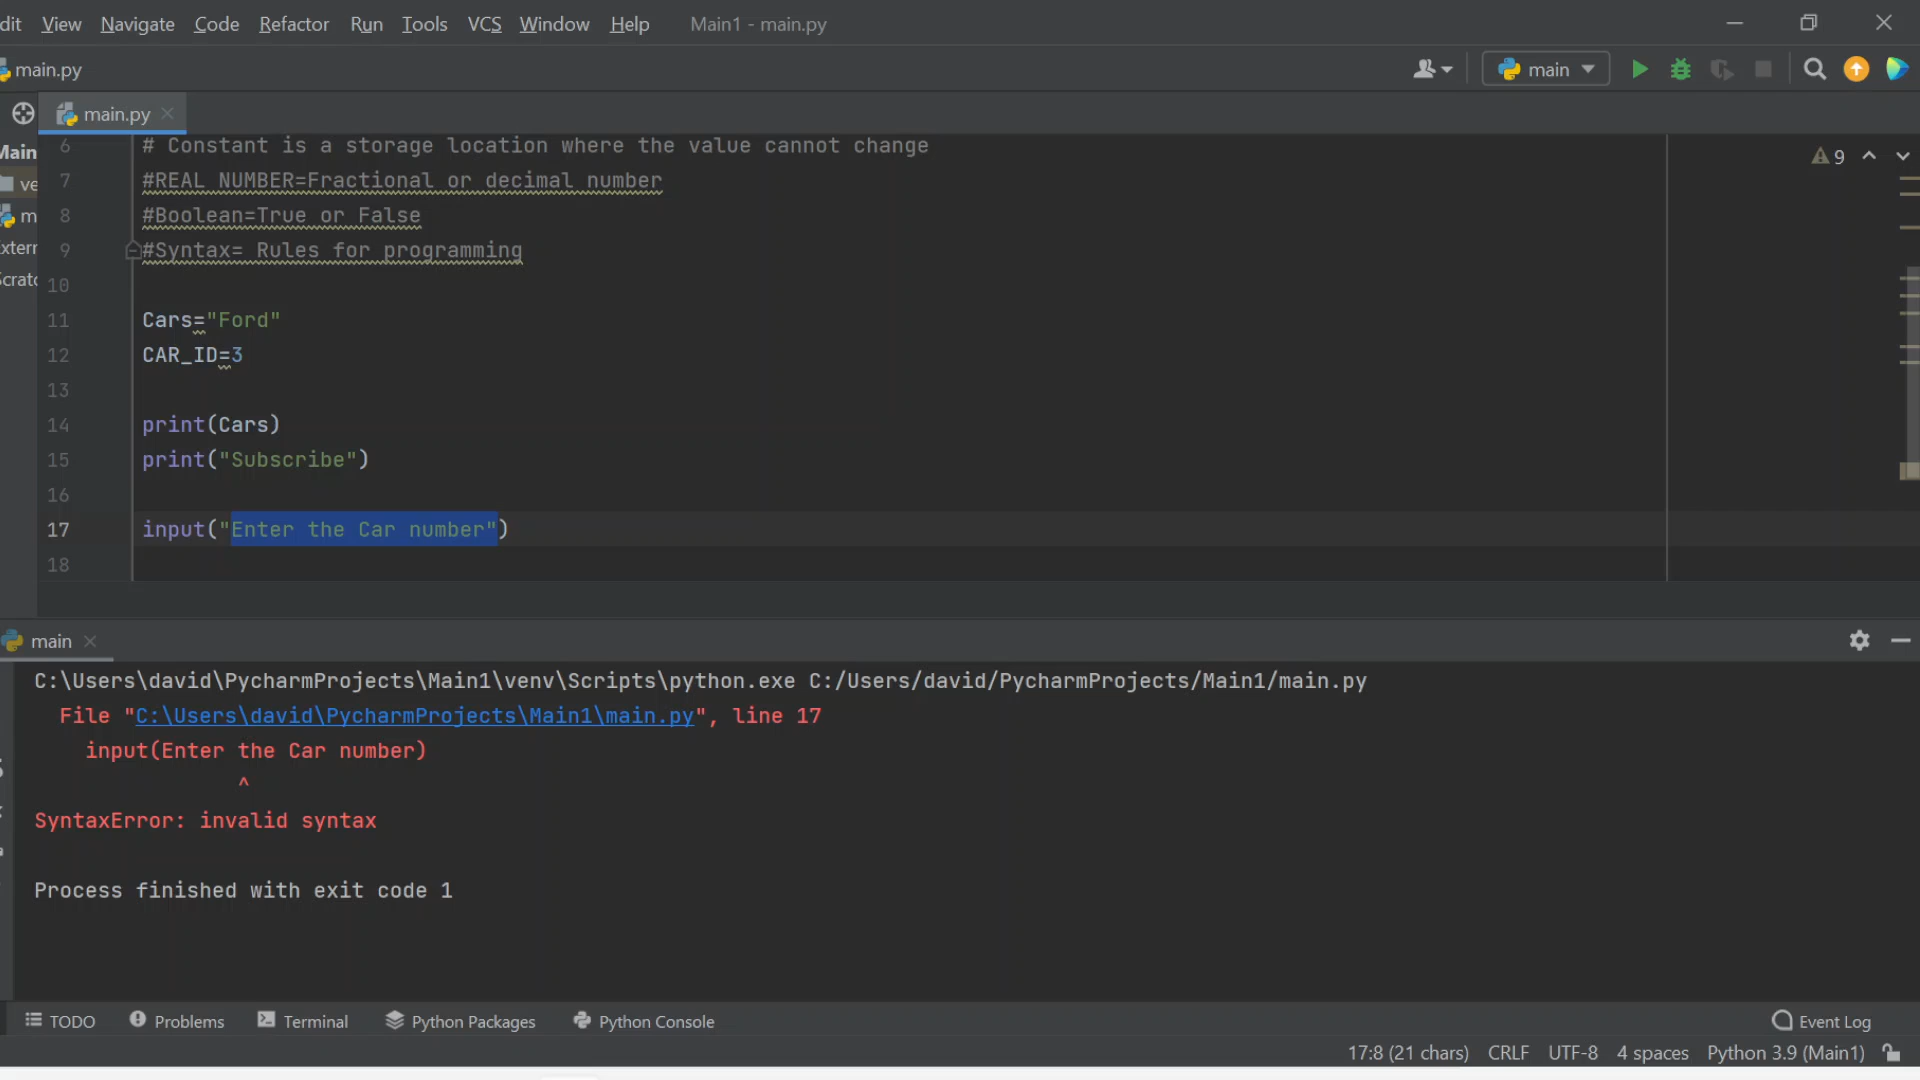 dit View Navigate Code Refactor Run Tools VCS Window Help Main1 - main.py
main.py main
main.py
Main
ve
m
Extern
Scratc
6 # Constant is a storage location where the value cannot change
9
7 #REAL NUMBER=Fractional or decimal number
8 #Boolean=True or False
9 #Syntax= Rules for programming
10
11 Cars="Ford"
12 CAR_ID=3
13
14 print(Cars)
15 print("Subscribe")
16
17 input("Enter the Car number")
18
main
C:\Users\david\PycharmProjects\Main1\venv\Scripts\python.exe C:/Users/david/PycharmProjects/Main1/main.py
File "C:\Users\david\PycharmProjects\Main1\main.py", line 17
input(Enter the Car number)
^
SyntaxError: invalid syntax
Process finished with exit code 1
TODO Problems Terminal Python Packages Python Console Event Log
17:8 (21 chars) CRLF UTF-8 4 spaces Python 3.9 (Main1)